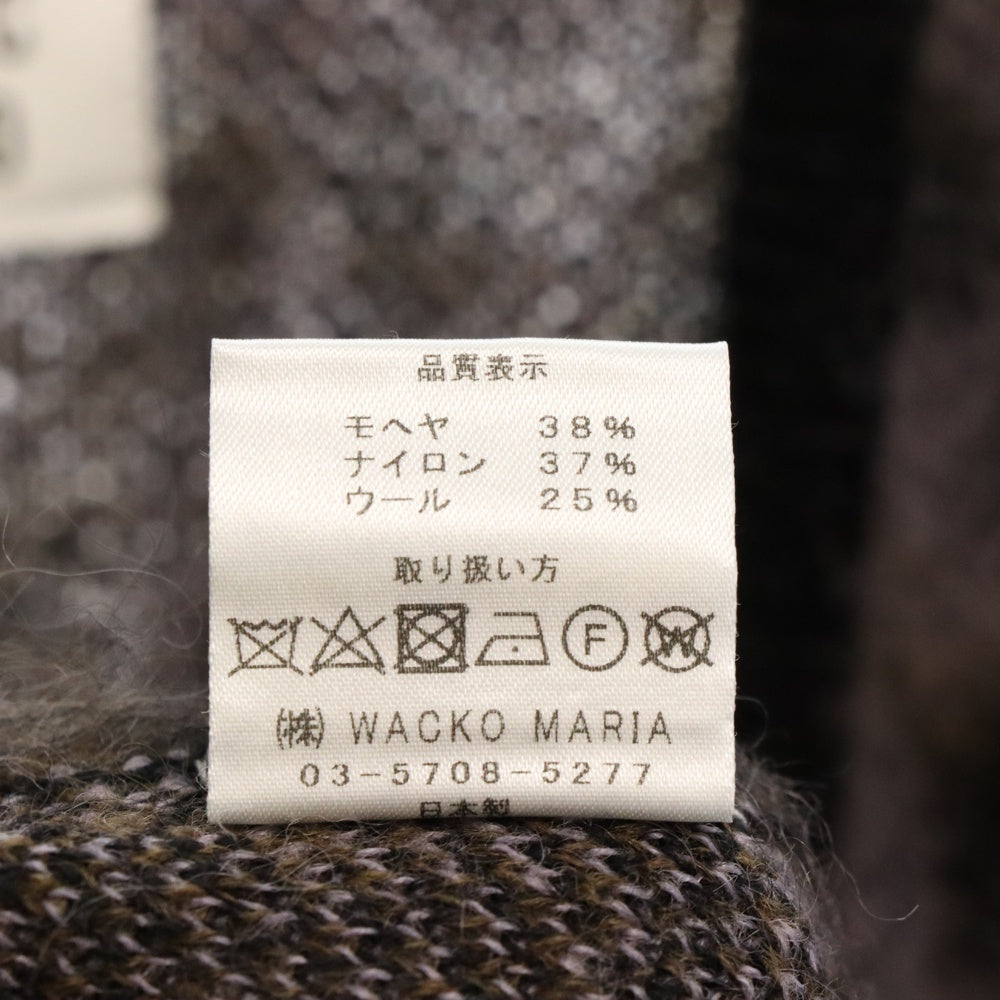 品質表示
モヘヤ 38%
ナイロン 37%
ウール 25%
取り扱い方
F W
㈱ WACKO MARIA
03-5708-5277
日本製